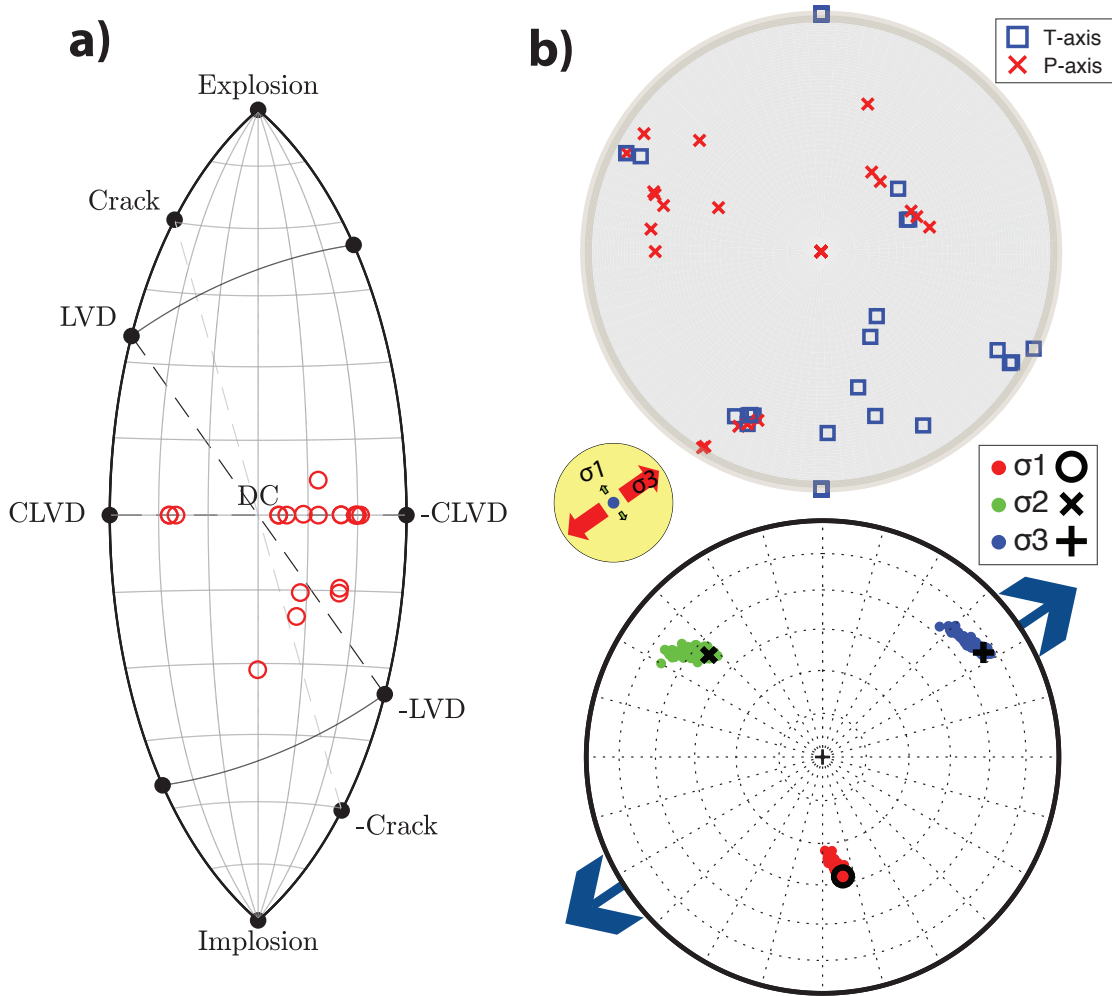 a)
Explosion
Crack
LVD
DC
CLVD
-CLVD
-LVD
-Crack
Implosion
b)
T-axis
P-axis
σ1
σ3
σ1
σ2
σ3